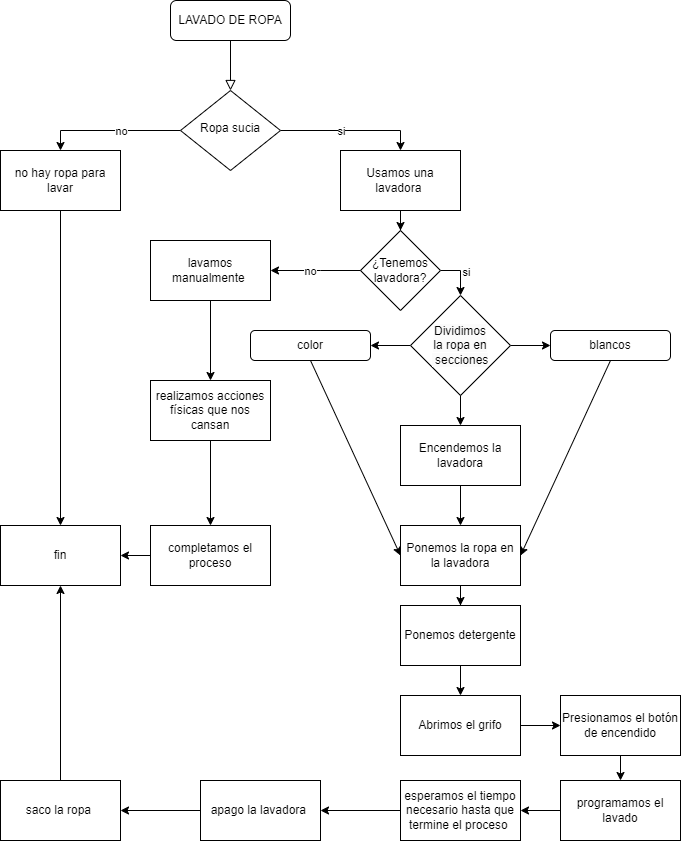 LAVADO DE ROPA
Ropa sucia
no
si
no hay ropa para
lavar
Usamos una
lavadora
¿Tenemos
lavadora?
no
si
lavamos
manualmente
Dividimos
la ropa en
secciones
color
blancos
realizamos acciones
físicas que nos
cansan
Encendemos la
lavadora
fin
completamos el
proceso
Ponemos la ropa en
la lavadora
Ponemos detergente
Abrimos el grifo
Presionamos el botón
de encendido
saco la ropa
apago la lavadora
esperamos el tiempo
necesario hasta que
termine el proceso
programamos el
lavado